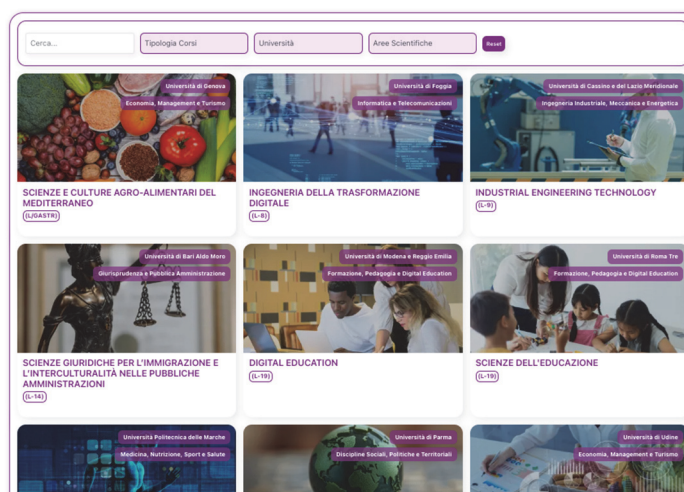 Cerca...
Tipologia Corsi
Università
Aree Scientifiche
Reset
Università di Genova
Economia, Management e Turismo
SCIENZE E CULTURE AGRO-ALIMENTARI DEL
MEDITERRANEO
(L/GASTR)
Università di Foggia
Informatica e Telecomunicazioni
INGEGNERIA DELLA TRASFORMAZIONE
DIGITALE
(L-8)
Università di Cassino e del Lazio Meridionale
Ingegneria Industriale, Meccanica e Energetica
INDUSTRIAL ENGINEERING TECHNOLOGY
(L-9)
Università di Bari Aldo Moro
Giurisprudenza e Pubblica Amministrazione
SCIENZE GIURIDICHE PER L'IMMIGRAZIONE E
L'INTERCULTURALITÀ NELLE PUBBLICHE
AMMINISTRAZIONI
(L-14)
Università di Modena e Reggio Emilia
Formazione, Pedagogia e Digital Education
DIGITAL EDUCATION
(L-19)
Università di Roma Tre
Formazione, Pedagogia e Digital Education
SCIENZE DELL'EDUCAZIONE
(L-19)
Università Politecnica delle Marche
Medicina, Nutrizione, Sport e Salute
Università di Parma
Discipline Sociali, Politiche e Territoriali
Università di Udine
Economia, Management e Turismo